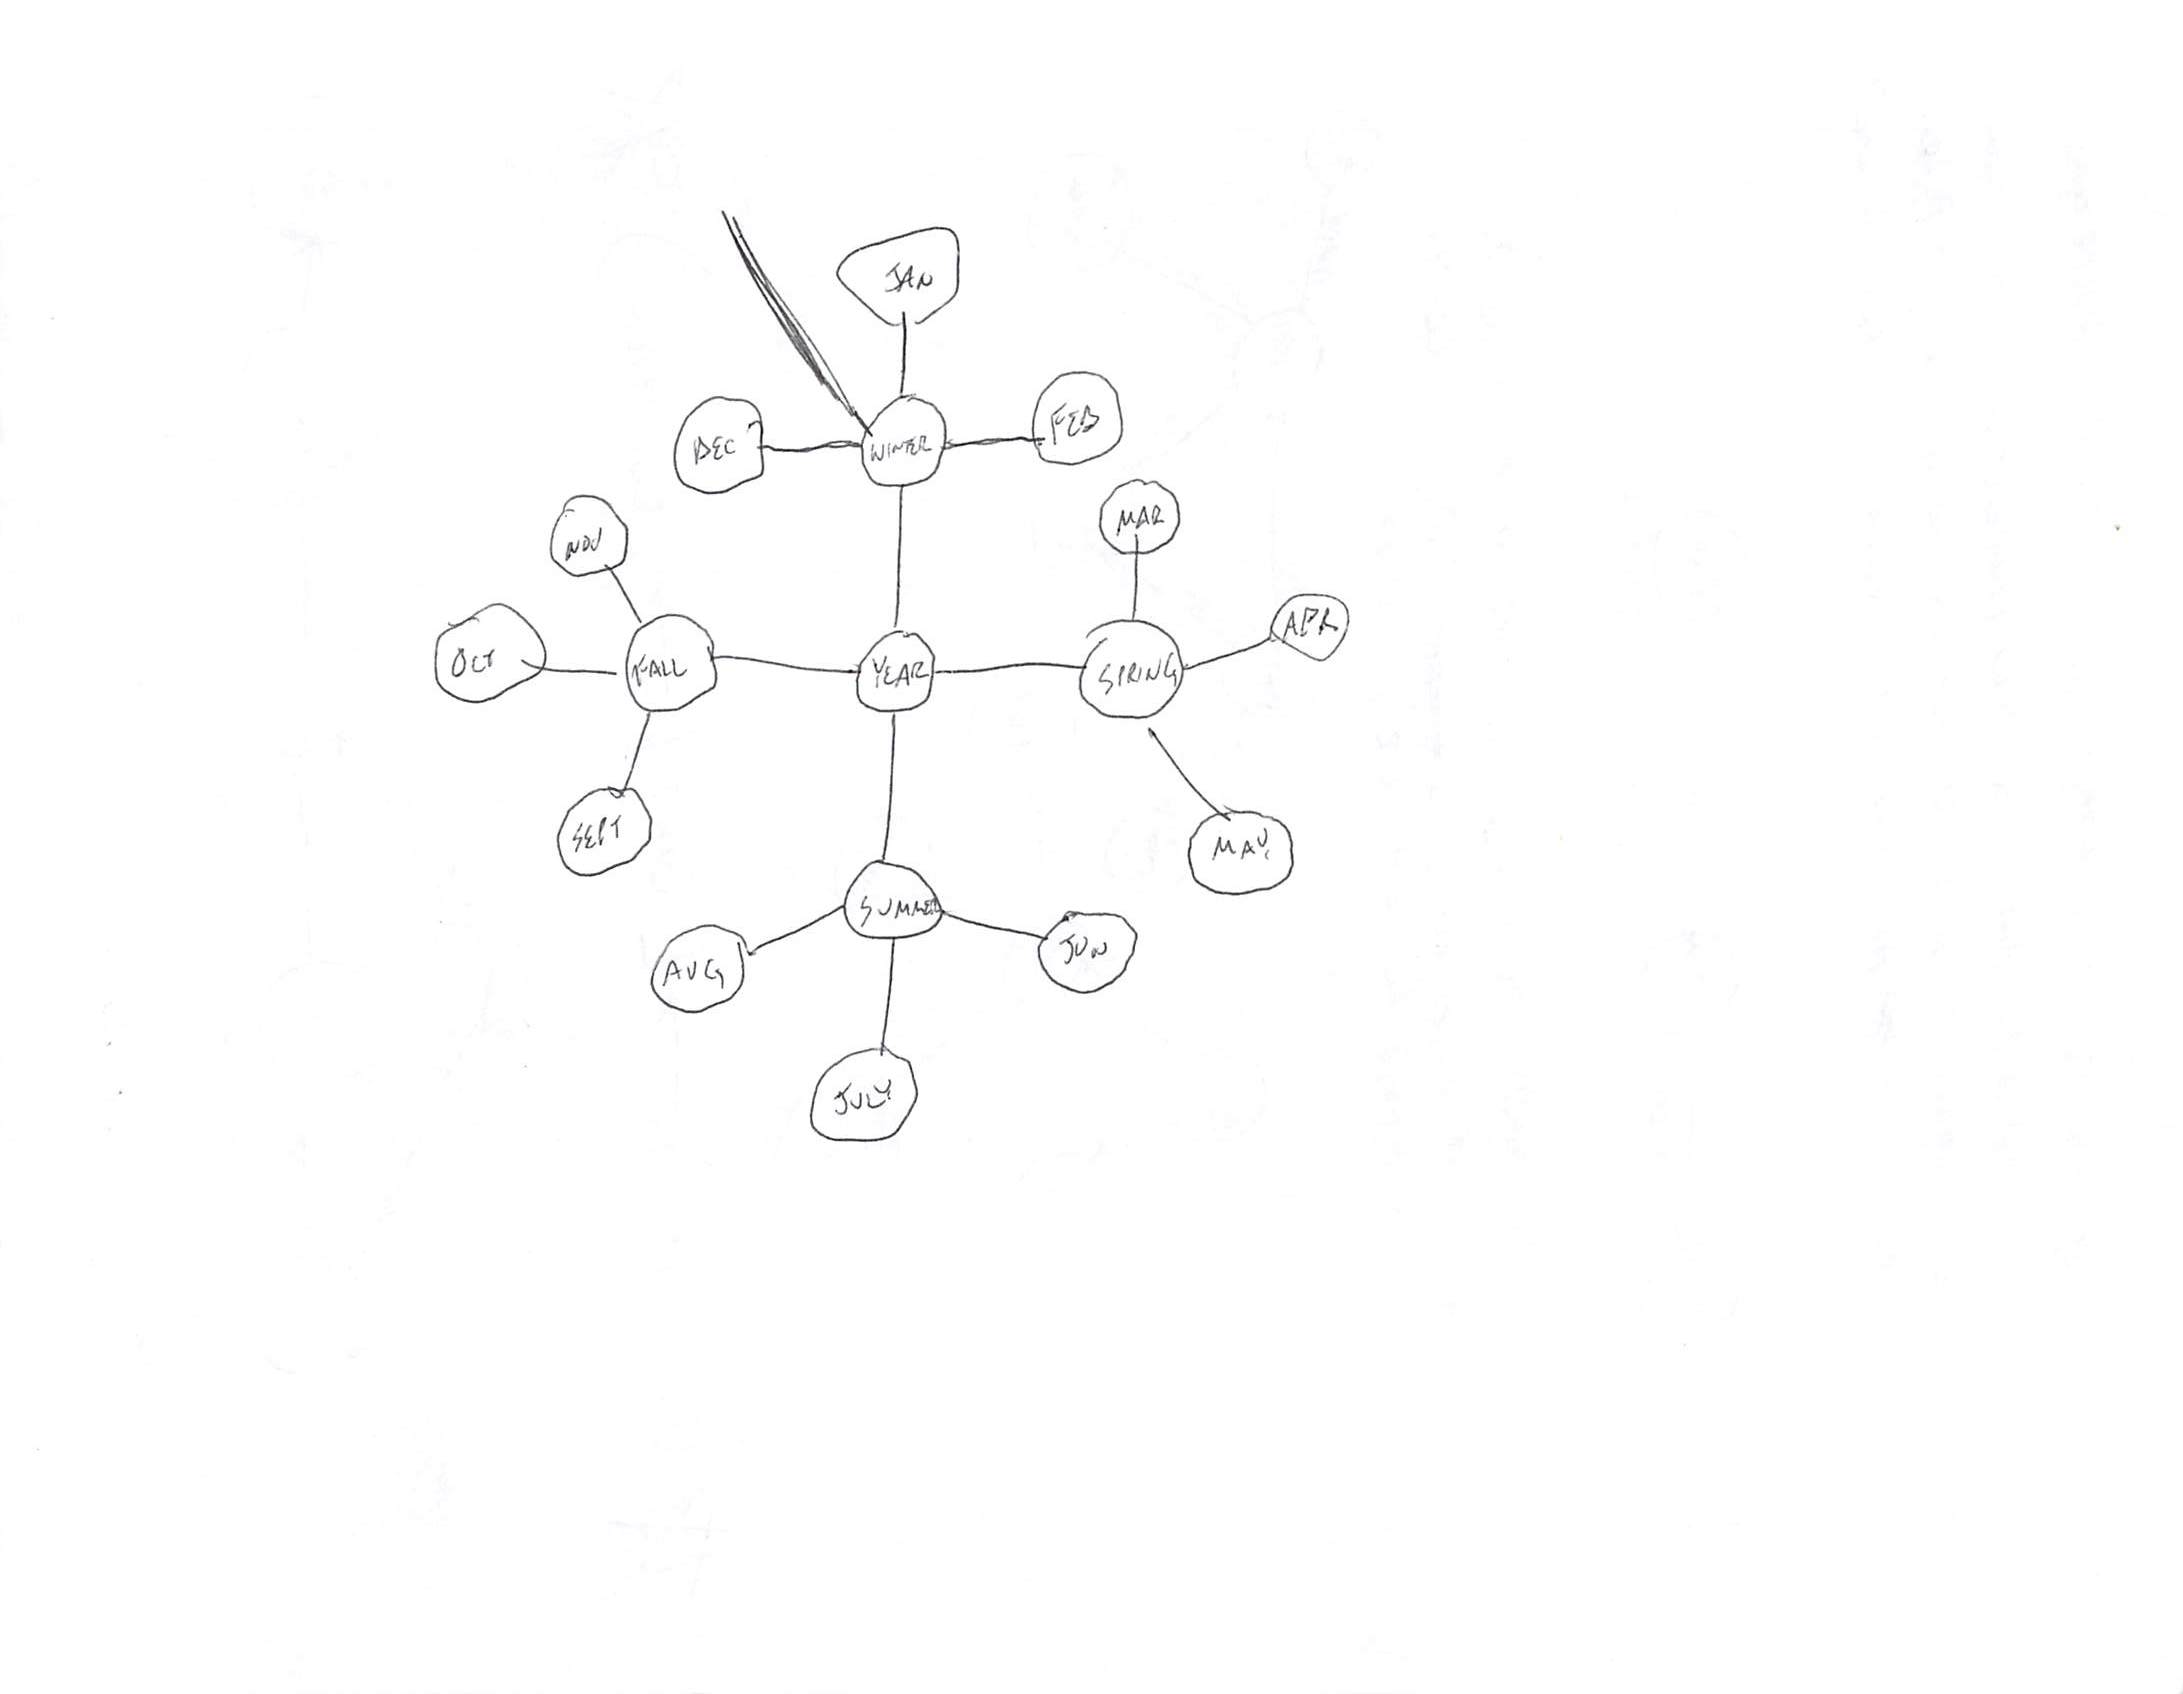 JAN
DEC
WINTER
FEB
NOV
MAR
OCT
FALL
YEAR
SPRING
APR
SEPT
MAY
AUG
SUMMER
JUN
JULY